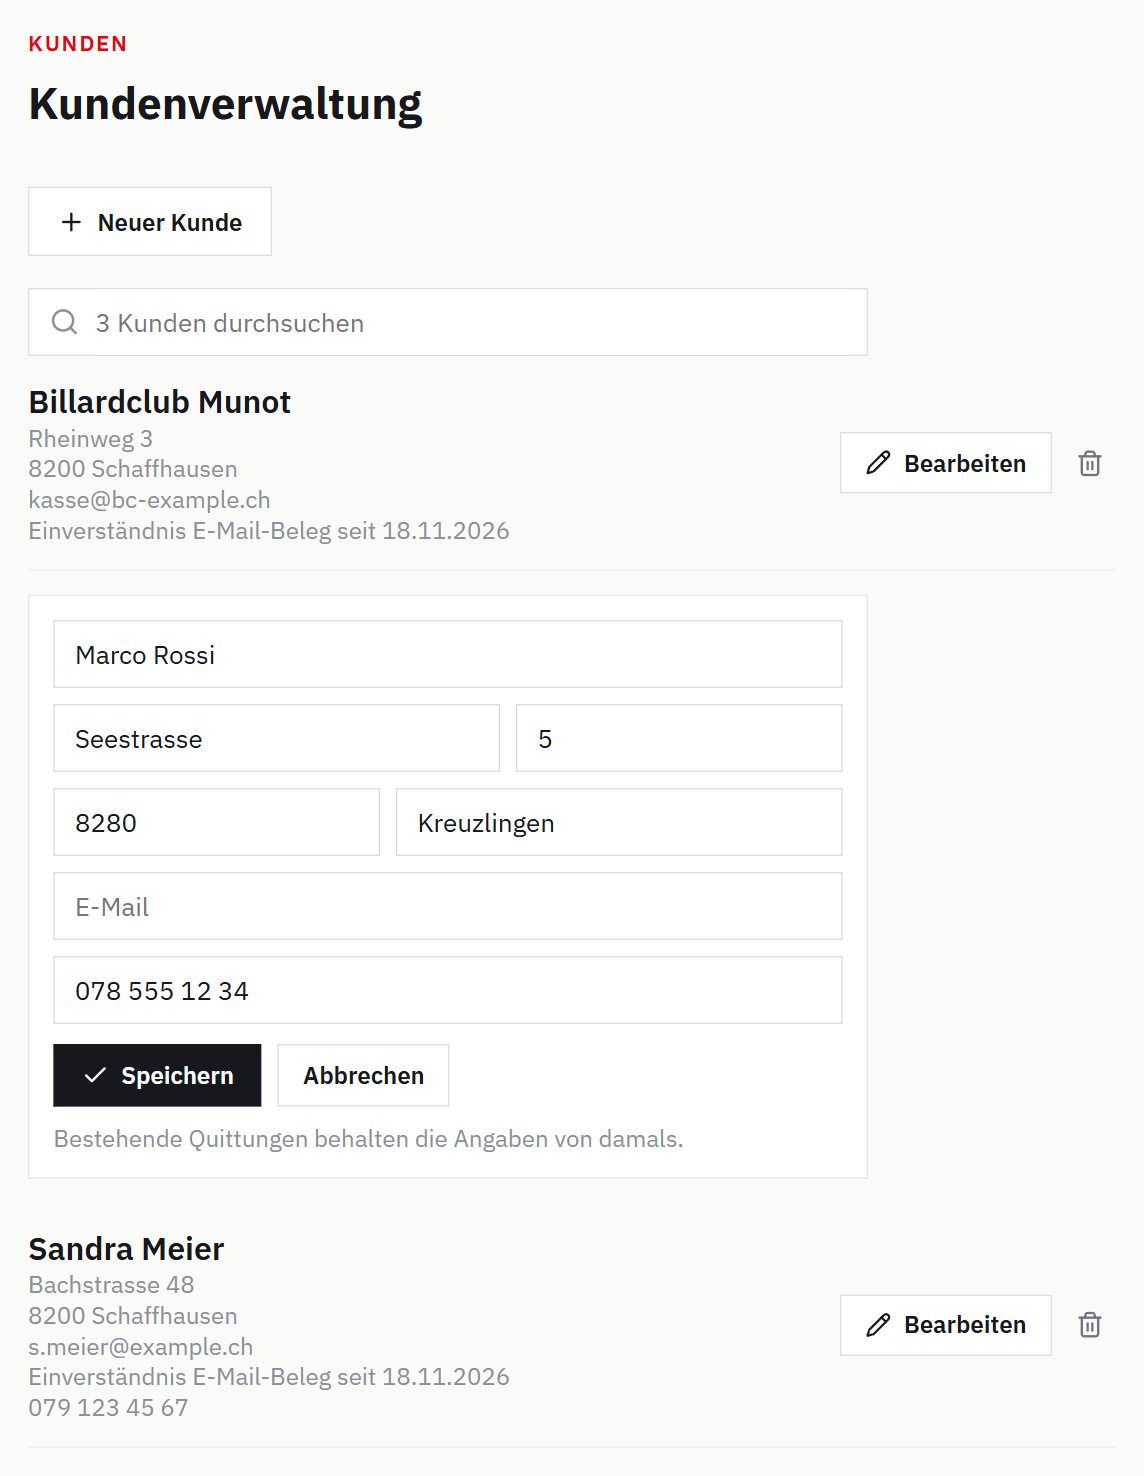 KUNDEN
Kundenverwaltung
Neuer Kunde
3 Kunden durchsuchen
Billardclub Munot
Rheinweg 3
8200 Schaffhausen
kasse@bc-example.ch
Einverständnis E-Mail-Beleg seit 18.11.2026
Bearbeiten
Marco Rossi
Seestrasse 5
8280 Kreuzlingen
E-Mail
078 555 12 34
Speichern Abbrechen
Bestehende Quittungen behalten die Angaben von damals.
Sandra Meier
Bachstrasse 48
8200 Schaffhausen
s.meier@example.ch
Einverständnis E-Mail-Beleg seit 18.11.2026
079 123 45 67
Bearbeiten